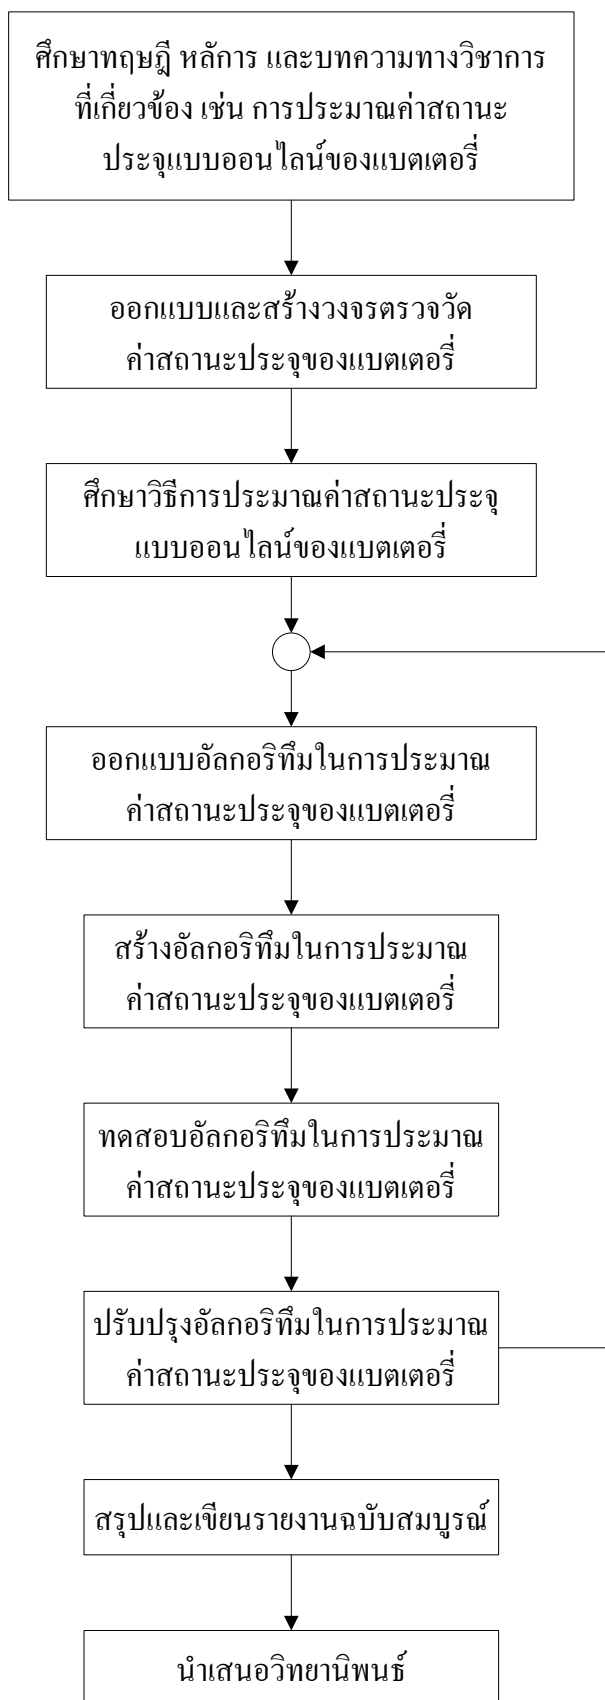 ศึกษาทฤษฎี หลักการ และบทความทางวิชาการ
ที่เกี่ยวข้อง เช่น การประมาณค่าสถานะ
ประจุแบบออนไลน์ของแบตเตอรี่
ออกแบบและสร้างวงจรตรวจวัด
ค่าสถานะประจุของแบตเตอรี่
ศึกษาวิธีการประมาณค่าสถานะประจุ
แบบออนไลน์ของแบตเตอรี่
ออกแบบอัลกอริทึมในการประมาณ
ค่าสถานะประจุของแบตเตอรี่
สร้างอัลกอริทึมในการประมาณ
ค่าสถานะประจุของแบตเตอรี่
ทดสอบอัลกอริทึมในการประมาณ
ค่าสถานะประจุของแบตเตอรี่
ปรับปรุงอัลกอริทึมในการประมาณ
ค่าสถานะประจุของแบตเตอรี่
สรุปและเขียนรายงานฉบับสมบูรณ์
นำเสนอวิทยานิพนธ์